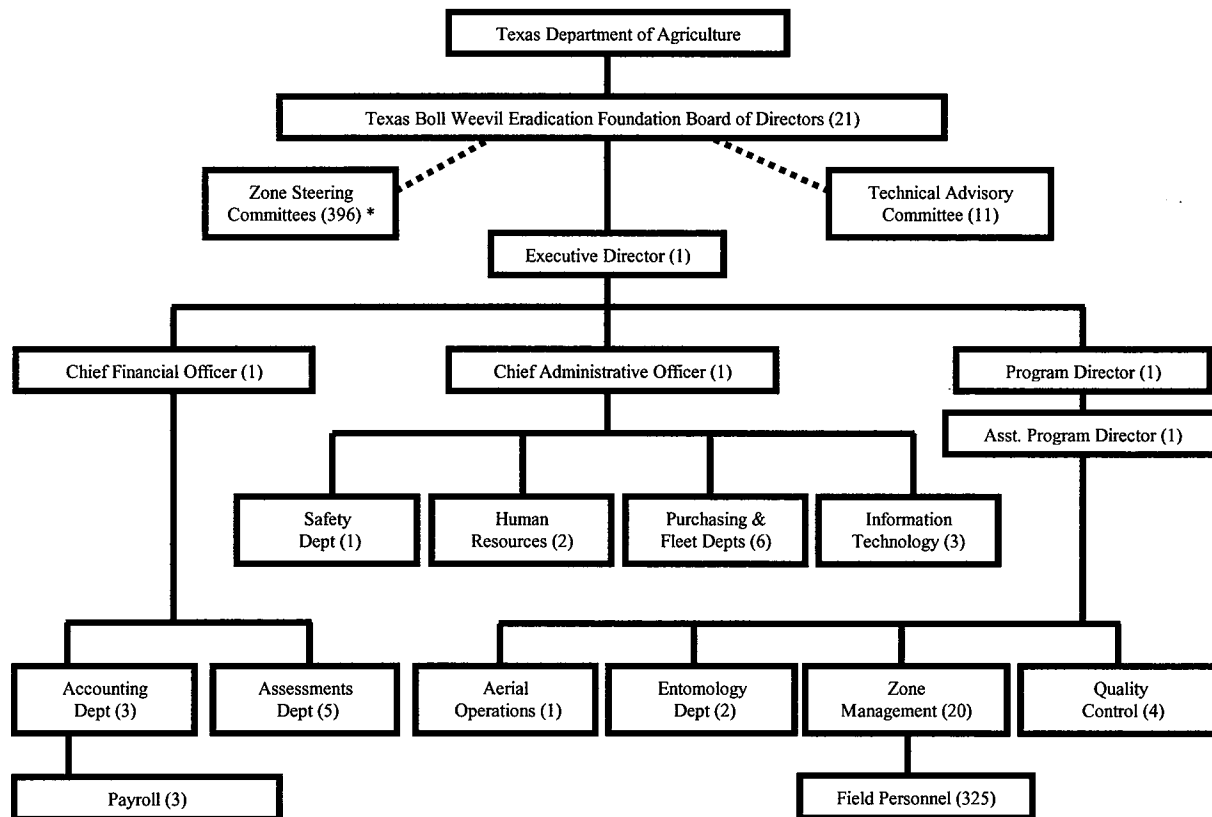 Texas Department of Agriculture
Texas Boll Weevil Eradication Foundation Board of Directors (21)
Zone Steering
Committees (396) *
Technical Advisory
Committee (11)
Executive Director (1)
Chief Financial Officer (1)
Chief Administrative Officer (1)
Program Director (1)
Asst. Program Director (1)
Safety
Dept (1)
Human
Resources (2)
Purchasing &
Fleet Depts (6)
Information
Technology (3)
Accounting
Dept (3)
Assessments
Dept (5)
Aerial
Operations (1)
Entomology
Dept (2)
Zone
Management (20)
Quality
Control (4)
Payroll (3)
Field Personnel (325)